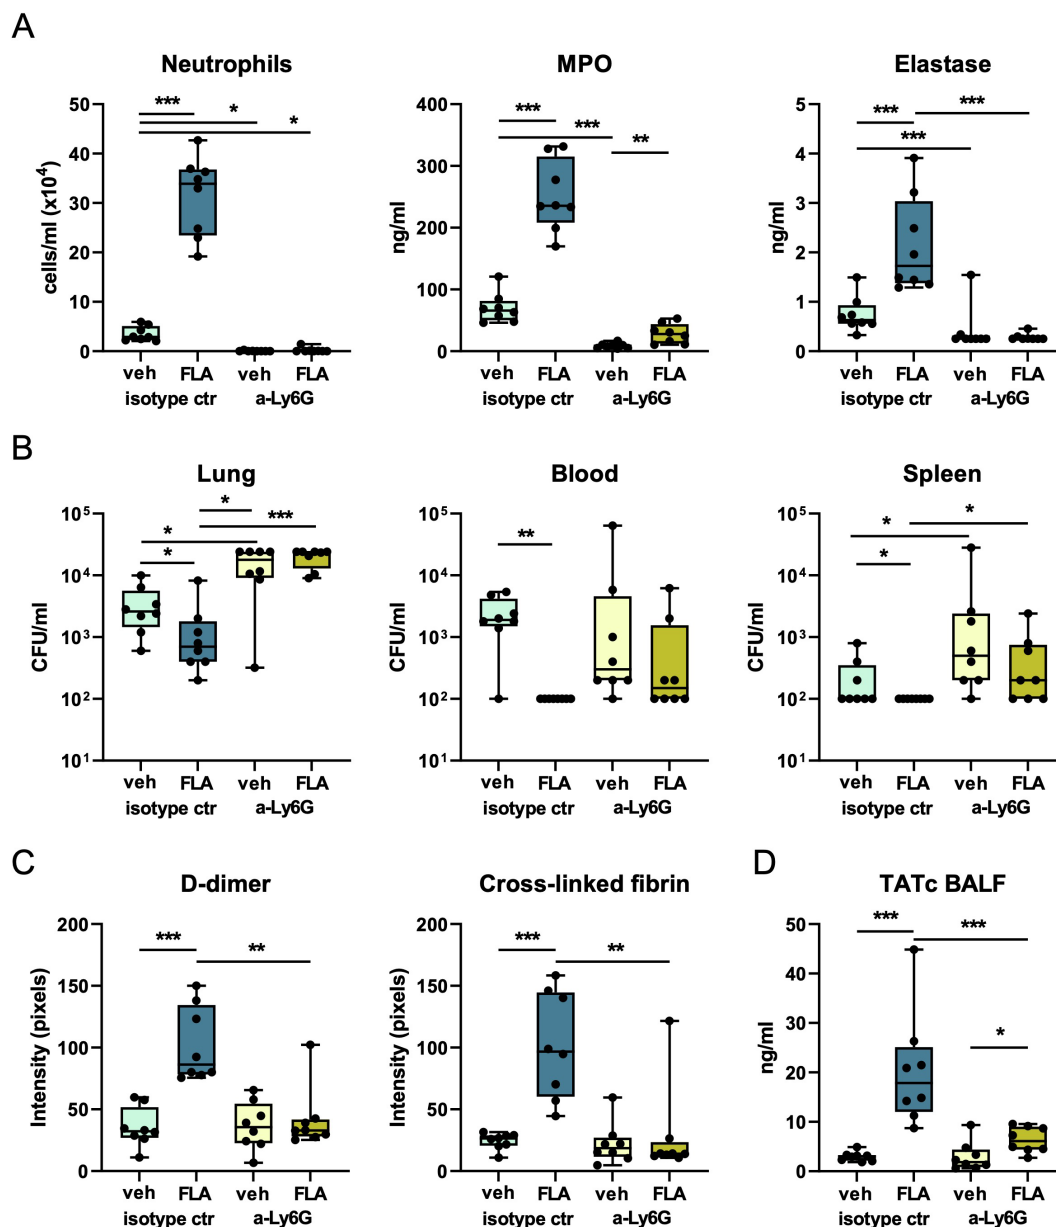 A
Neutrophils
MPO
Elastase
cells/ml (x10⁴)
50
40
30
20
10
0
***
*
*
veh FLA veh FLA
isotype ctr a-Ly6G
ng/ml
400
300
200
100
0
***
***
**
veh FLA veh FLA
isotype ctr a-Ly6G
ng/ml
5
4
3
2
1
0
***
***
***
veh FLA veh FLA
isotype ctr a-Ly6G
B
Lung
Blood
Spleen
CFU/ml
10⁵
10⁴
10³
10²
10¹
*
***
*
*
veh FLA veh FLA
isotype ctr a-Ly6G
CFU/ml
10⁵
10⁴
10³
10²
10¹
**
veh FLA veh FLA
isotype ctr a-Ly6G
CFU/ml
10⁵
10⁴
10³
10²
10¹
*
*
*
veh FLA veh FLA
isotype ctr a-Ly6G
C
D-dimer
Cross-linked fibrin
Intensity (pixels)
200
150
100
50
0
***
**
veh FLA veh FLA
isotype ctr a-Ly6G
Intensity (pixels)
200
150
100
50
0
***
**
veh FLA veh FLA
isotype ctr a-Ly6G
D
TATc BALF
ng/ml
50
40
30
20
10
0
***
***
*
veh FLA veh FLA
isotype ctr a-Ly6G